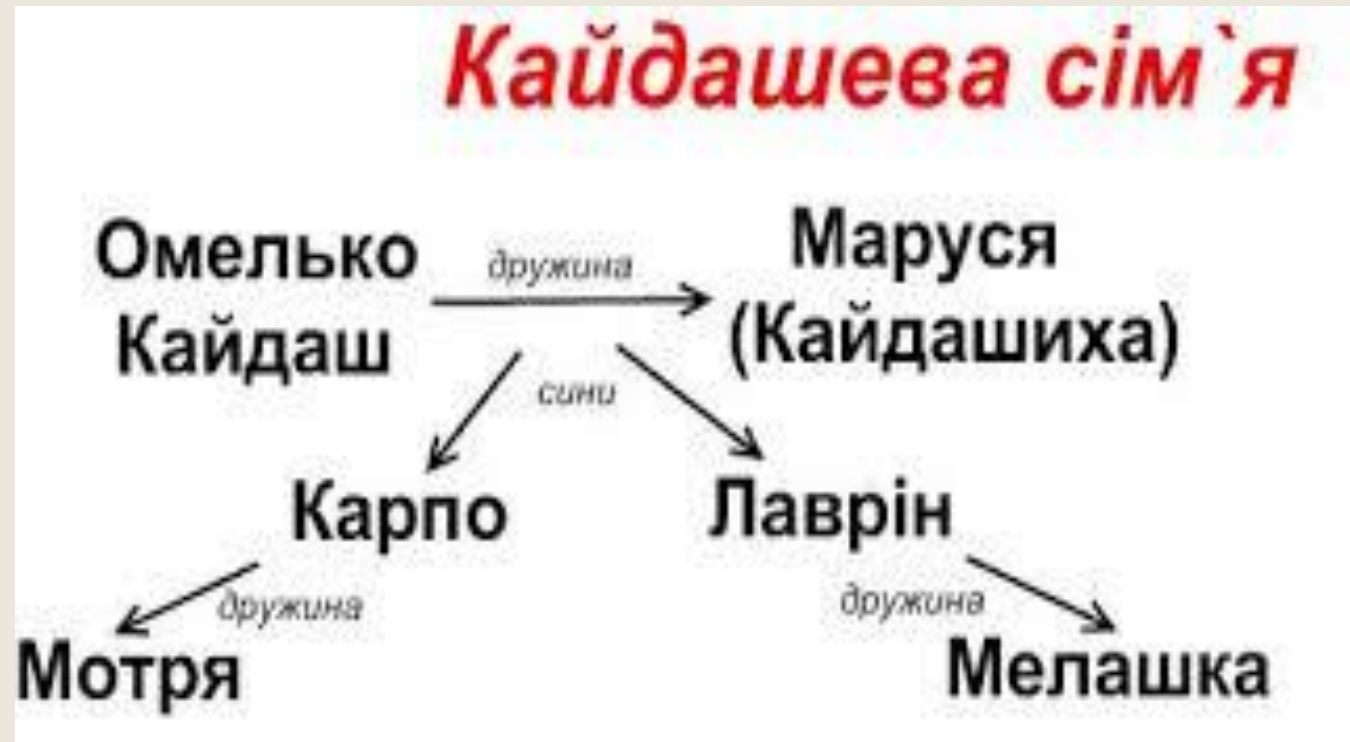 Кайдашева сім`я
Омелько
Кайдаш
дружина
Маруся
(Кайдашиха)
сини
Карпо
Лаврін
дружина
дружина
Мотря
Мелашка